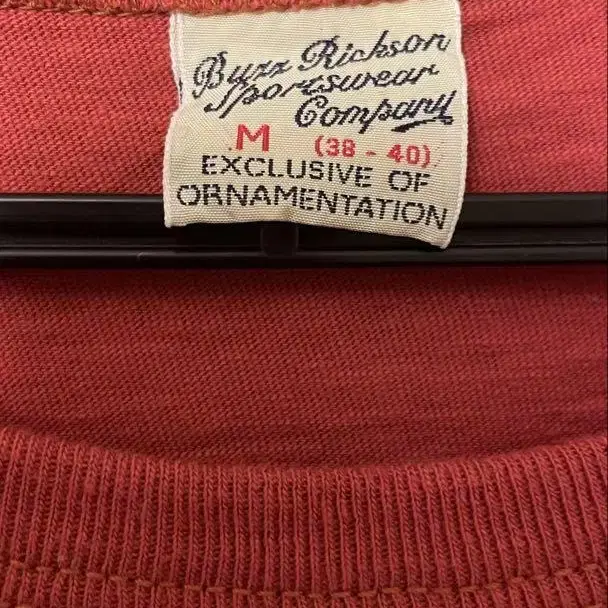 Buzz Rickson
Sportswear
Company
M (38 - 40)
EXCLUSIVE OF
ORNAMENTATION